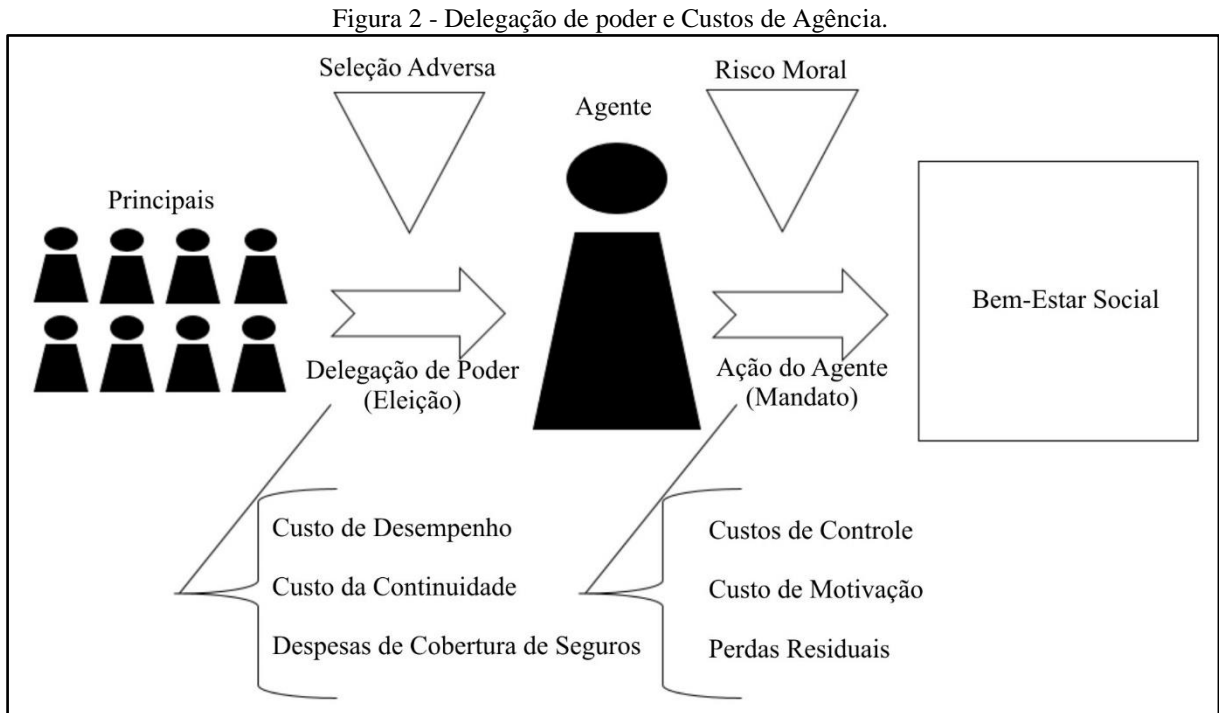 Figura 2 - Delegação de poder e Custos de Agência.
Seleção Adversa
Risco Moral
Agente
Principais
Bem-Estar Social
Delegação de Poder
(Eleição)
Ação do Agente
(Mandato)
Custo de Desempenho
Custo da Continuidade
Despesas de Cobertura de Seguros
Custos de Controle
Custo de Motivação
Perdas Residuais